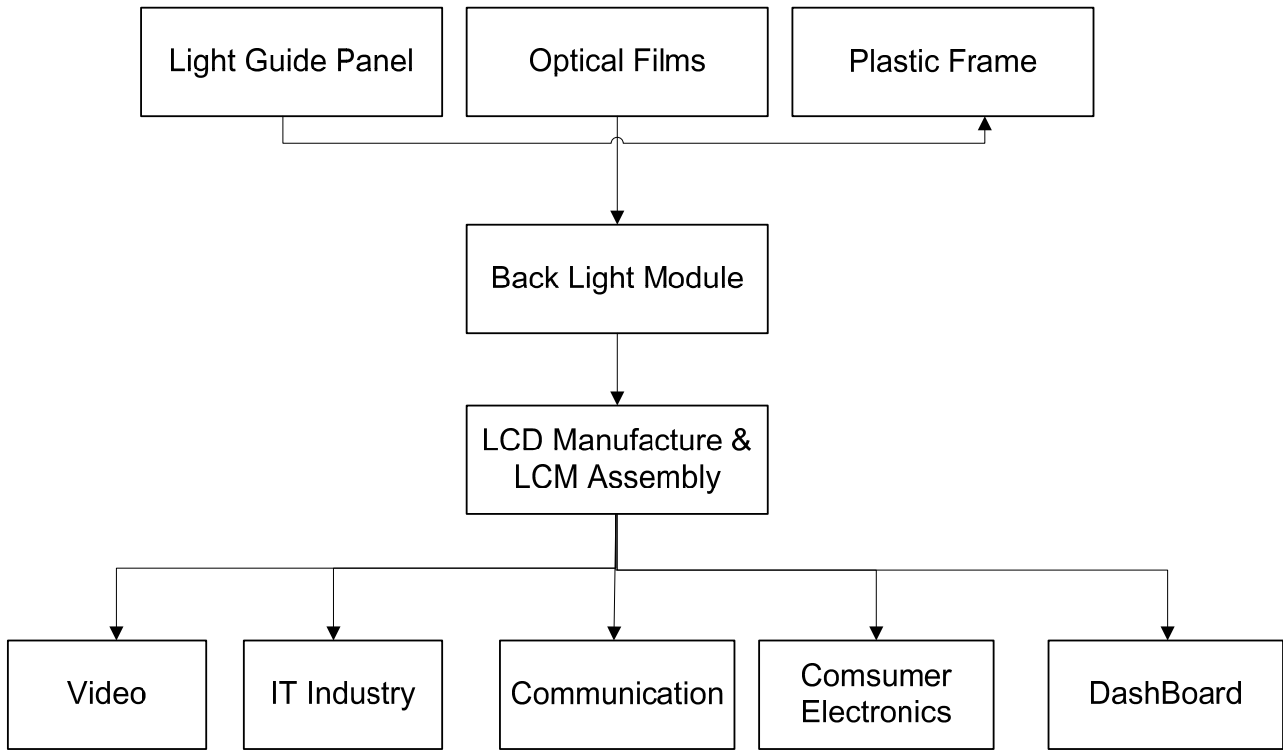 Light Guide Panel
Optical Films
Plastic Frame
Back Light Module
LCD Manufacture &
LCM Assembly
Video
IT Industry
Communication
Comsumer
Electronics
DashBoard